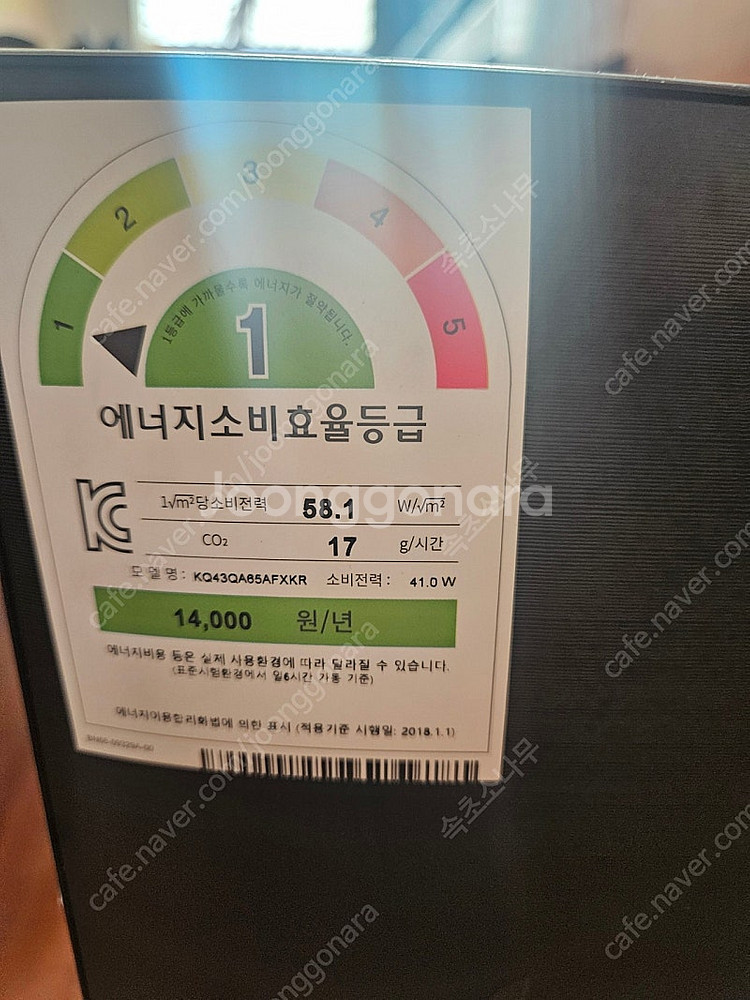 3
2
4
1
5
1등급에 가까울수록 에너지가 절약됩니다.
1
에너지소비효율등급
1√m²당소비전력 58.1 W/√m²
CO₂ 17 g/시간
모델명: KQ43QA65AFXKR 소비전력: 41.0 W
14,000 원/년
에너지비용 등은 실제 사용환경에 따라 달라질 수 있습니다.
(표준시험환경에서 일6시간 가동 기준)
에너지이용합리화법에 의한 표시 (적용기준 시행일: 2018.1.1)
joonggonara
cafe.naver.com/joonggonara
속초소나무